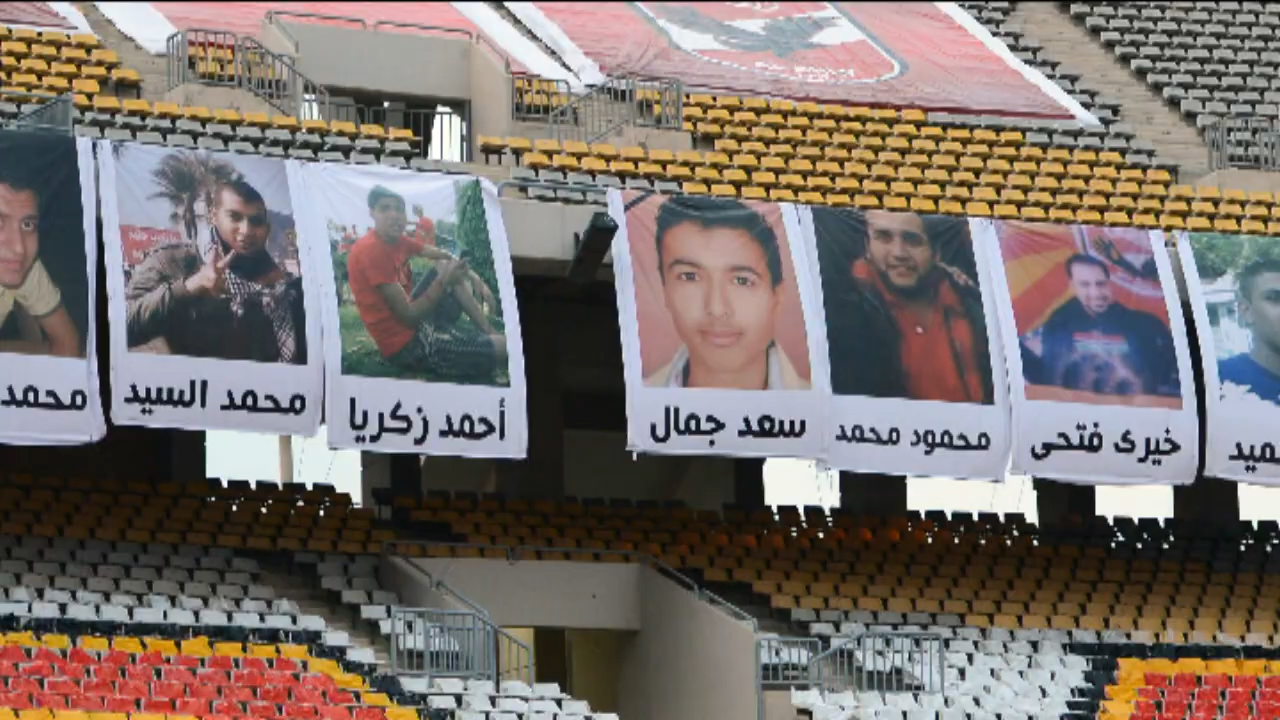 محمد
محمد السيد
أحمد زكريا
سعد جمال
محمود محمد
خيرى فتحى